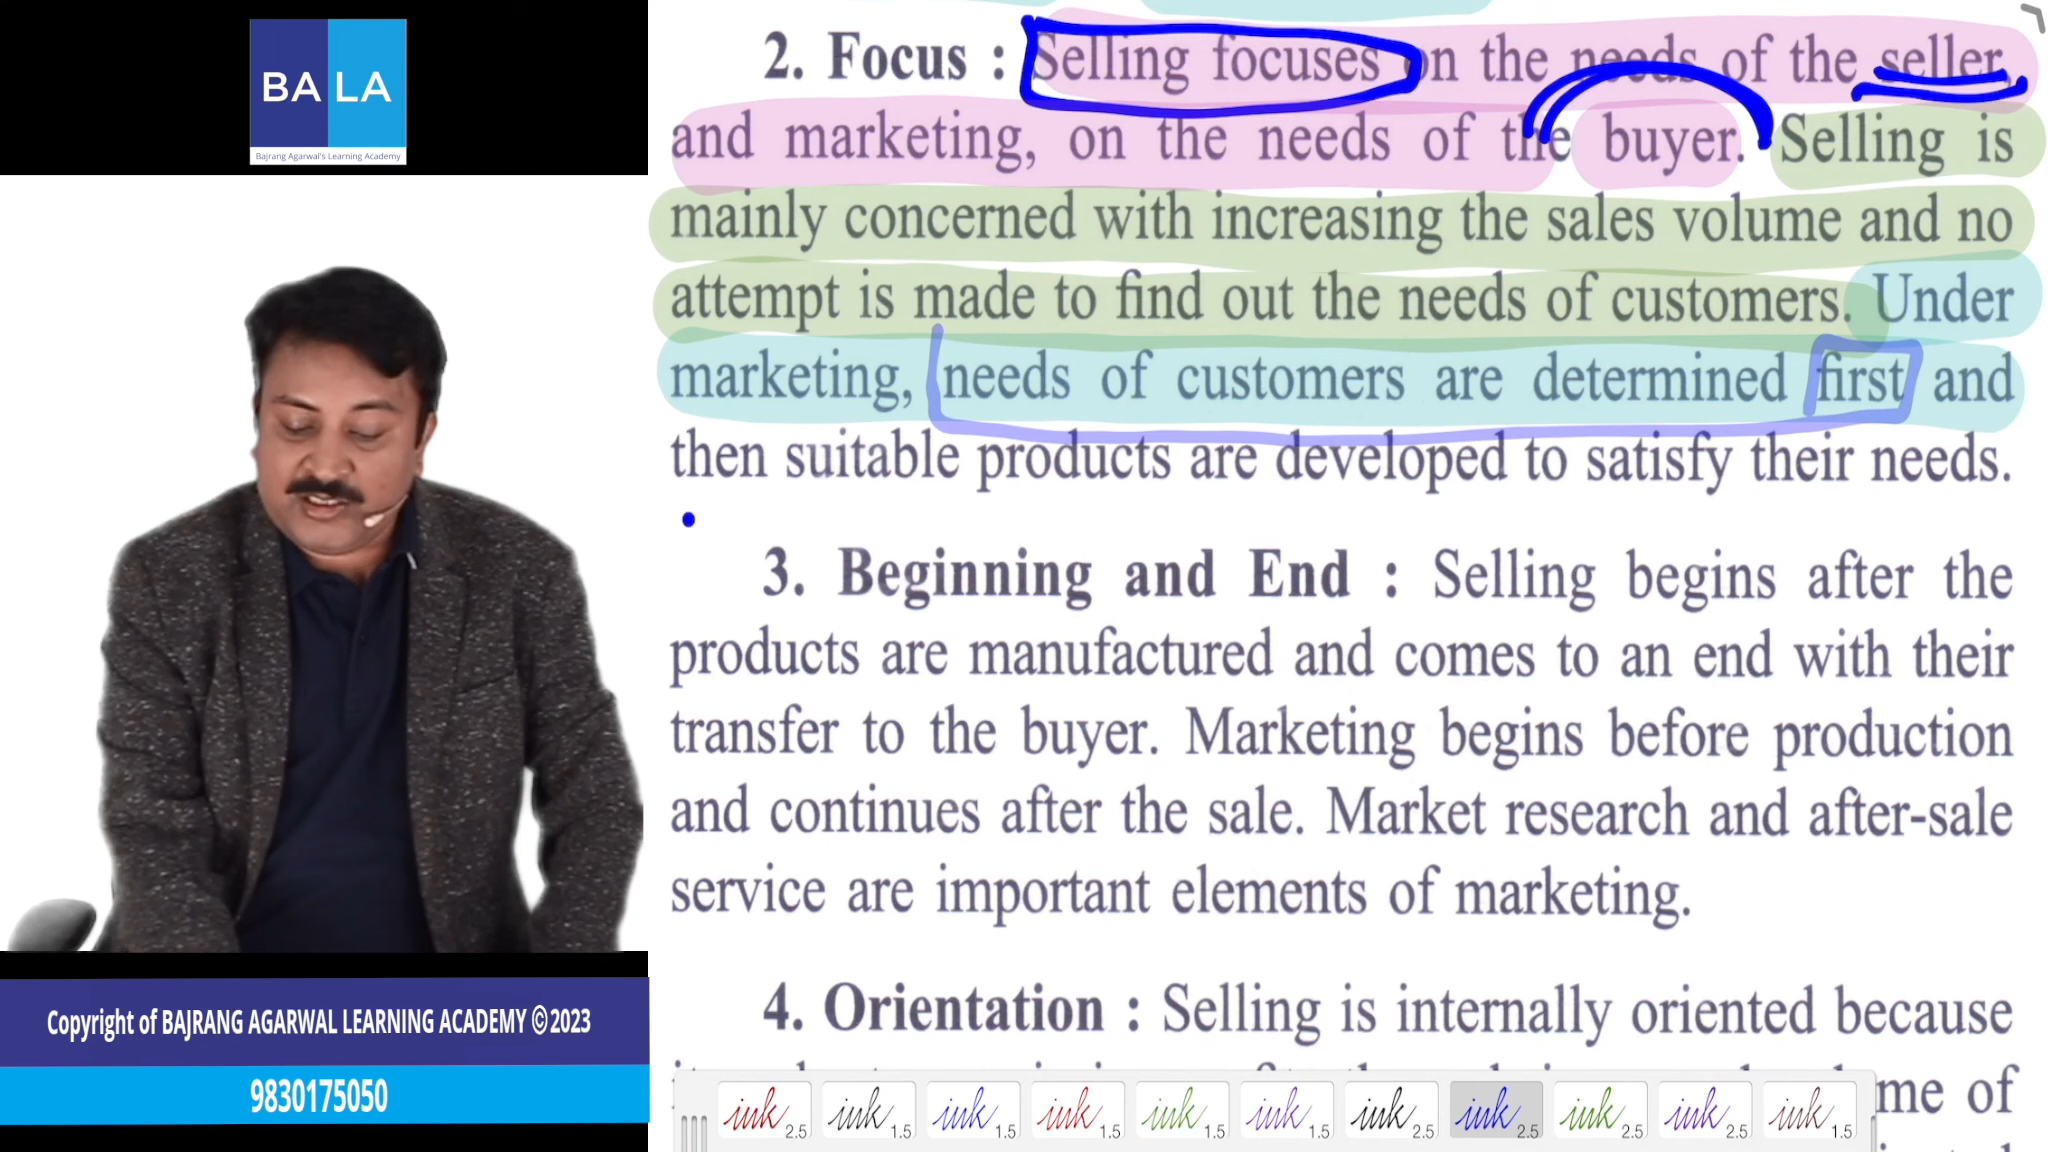 BALA
Bajrang Agarwal's Learning Academy
2. Focus : Selling focuses on the needs of the seller,
and marketing, on the needs of the buyer. Selling is
mainly concerned with increasing the sales volume and no
attempt is made to find out the needs of customers. Under
marketing, needs of customers are determined first and
then suitable products are developed to satisfy their needs.
3. Beginning and End : Selling begins after the
products are manufactured and comes to an end with their
transfer to the buyer. Marketing begins before production
and continues after the sale. Market research and after-sale
service are important elements of marketing.
4. Orientation : Selling is internally oriented because
me of
Copyright of BAJRANG AGARWAL LEARNING ACADEMY ©2023
9830175050
ink 2.5 ink 1.5 ink 1.5 ink 1.5 ink 1.5 ink 1.5 ink 2.5 ink 2.5 ink 2.5 ink 2.5 ink 1.5